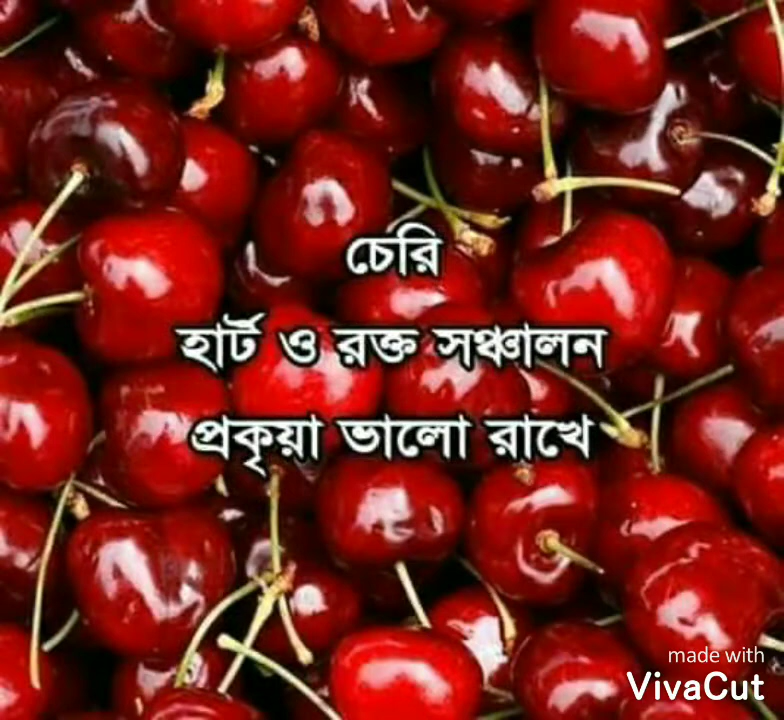 চেরি
হার্ট ও রক্ত সঞ্চালন
প্রকৃয়া ভালো রাখে
made with
VivaCut